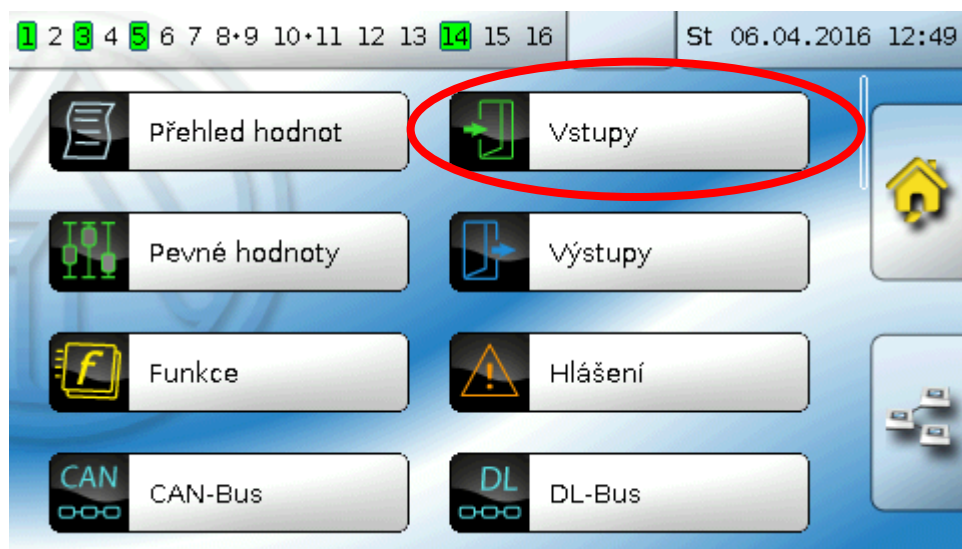 1 2 3 4 5 6 7 8·9 10·11 12 13 14 15 16 St 06.04.2016 12:49
Přehled hodnot Vstupy
Pevné hodnoty Výstupy
f Funkce Hlášení
CAN CAN-Bus DL DL-Bus